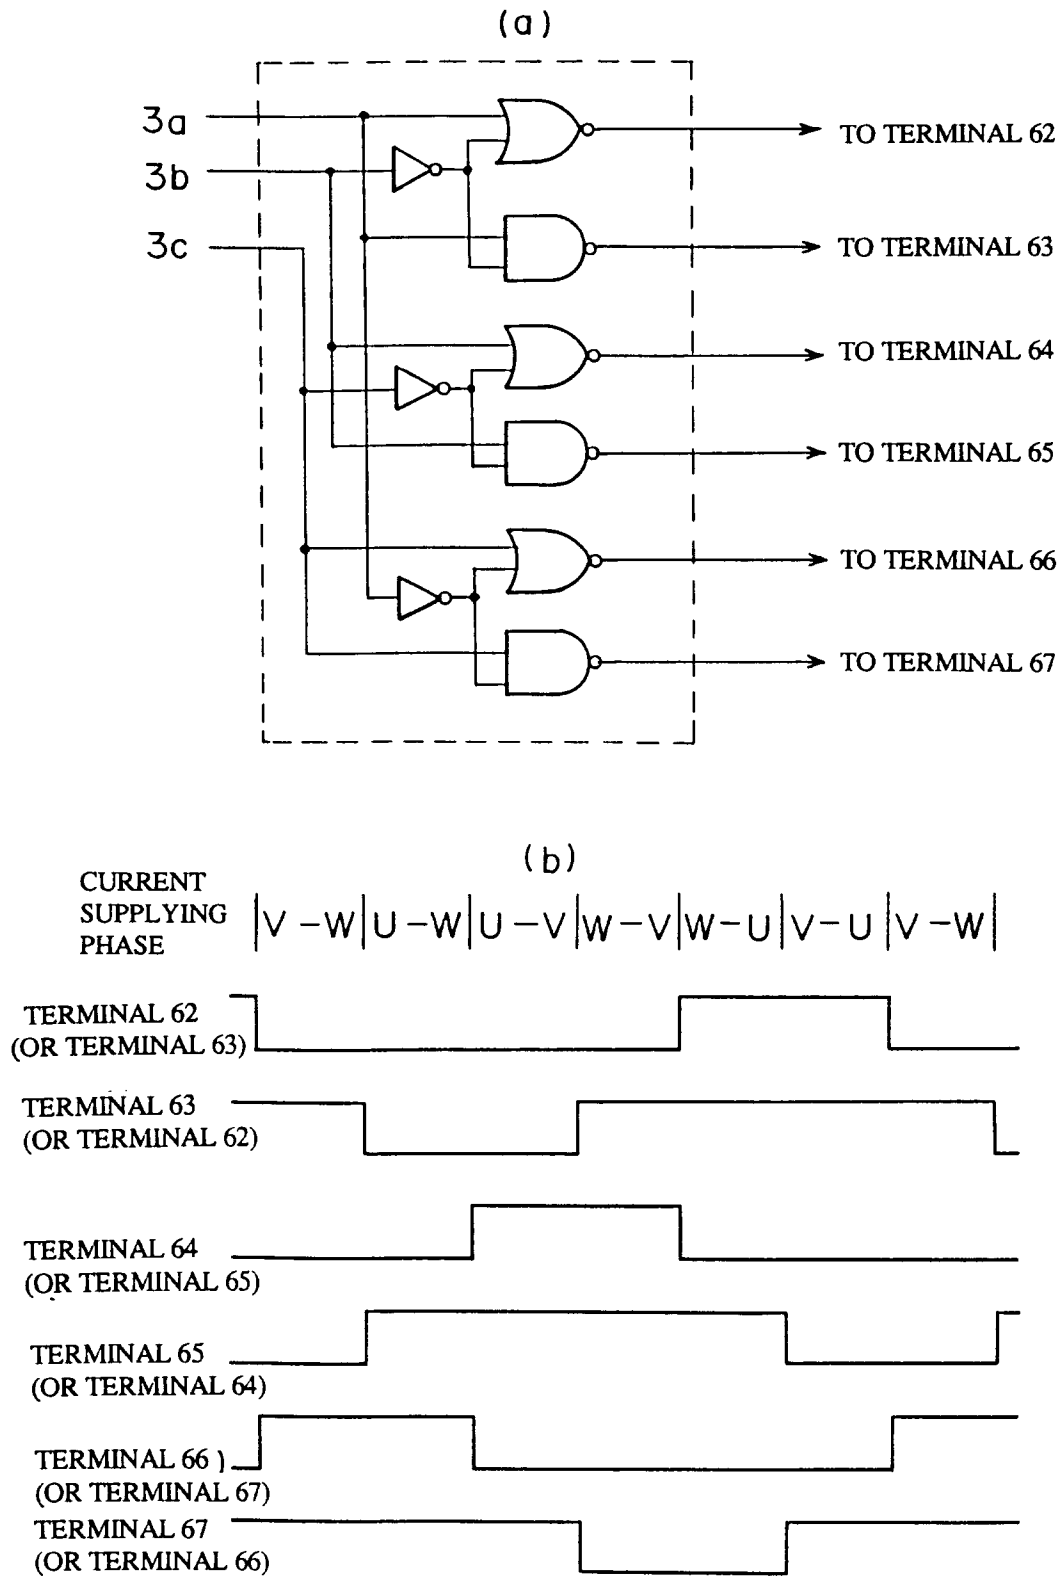 (a)
3a
3b
3c
TO TERMINAL 62
TO TERMINAL 63
TO TERMINAL 64
TO TERMINAL 65
TO TERMINAL 66
TO TERMINAL 67
(b)
CURRENT
SUPPLYING
PHASE
V-W U-W U-V W-V W-U V-U V-W
TERMINAL 62
(OR TERMINAL 63)
TERMINAL 63
(OR TERMINAL 62)
TERMINAL 64
(OR TERMINAL 65)
TERMINAL 65
(OR TERMINAL 64)
TERMINAL 66 )
(OR TERMINAL 67)
TERMINAL 67
(OR TERMINAL 66)